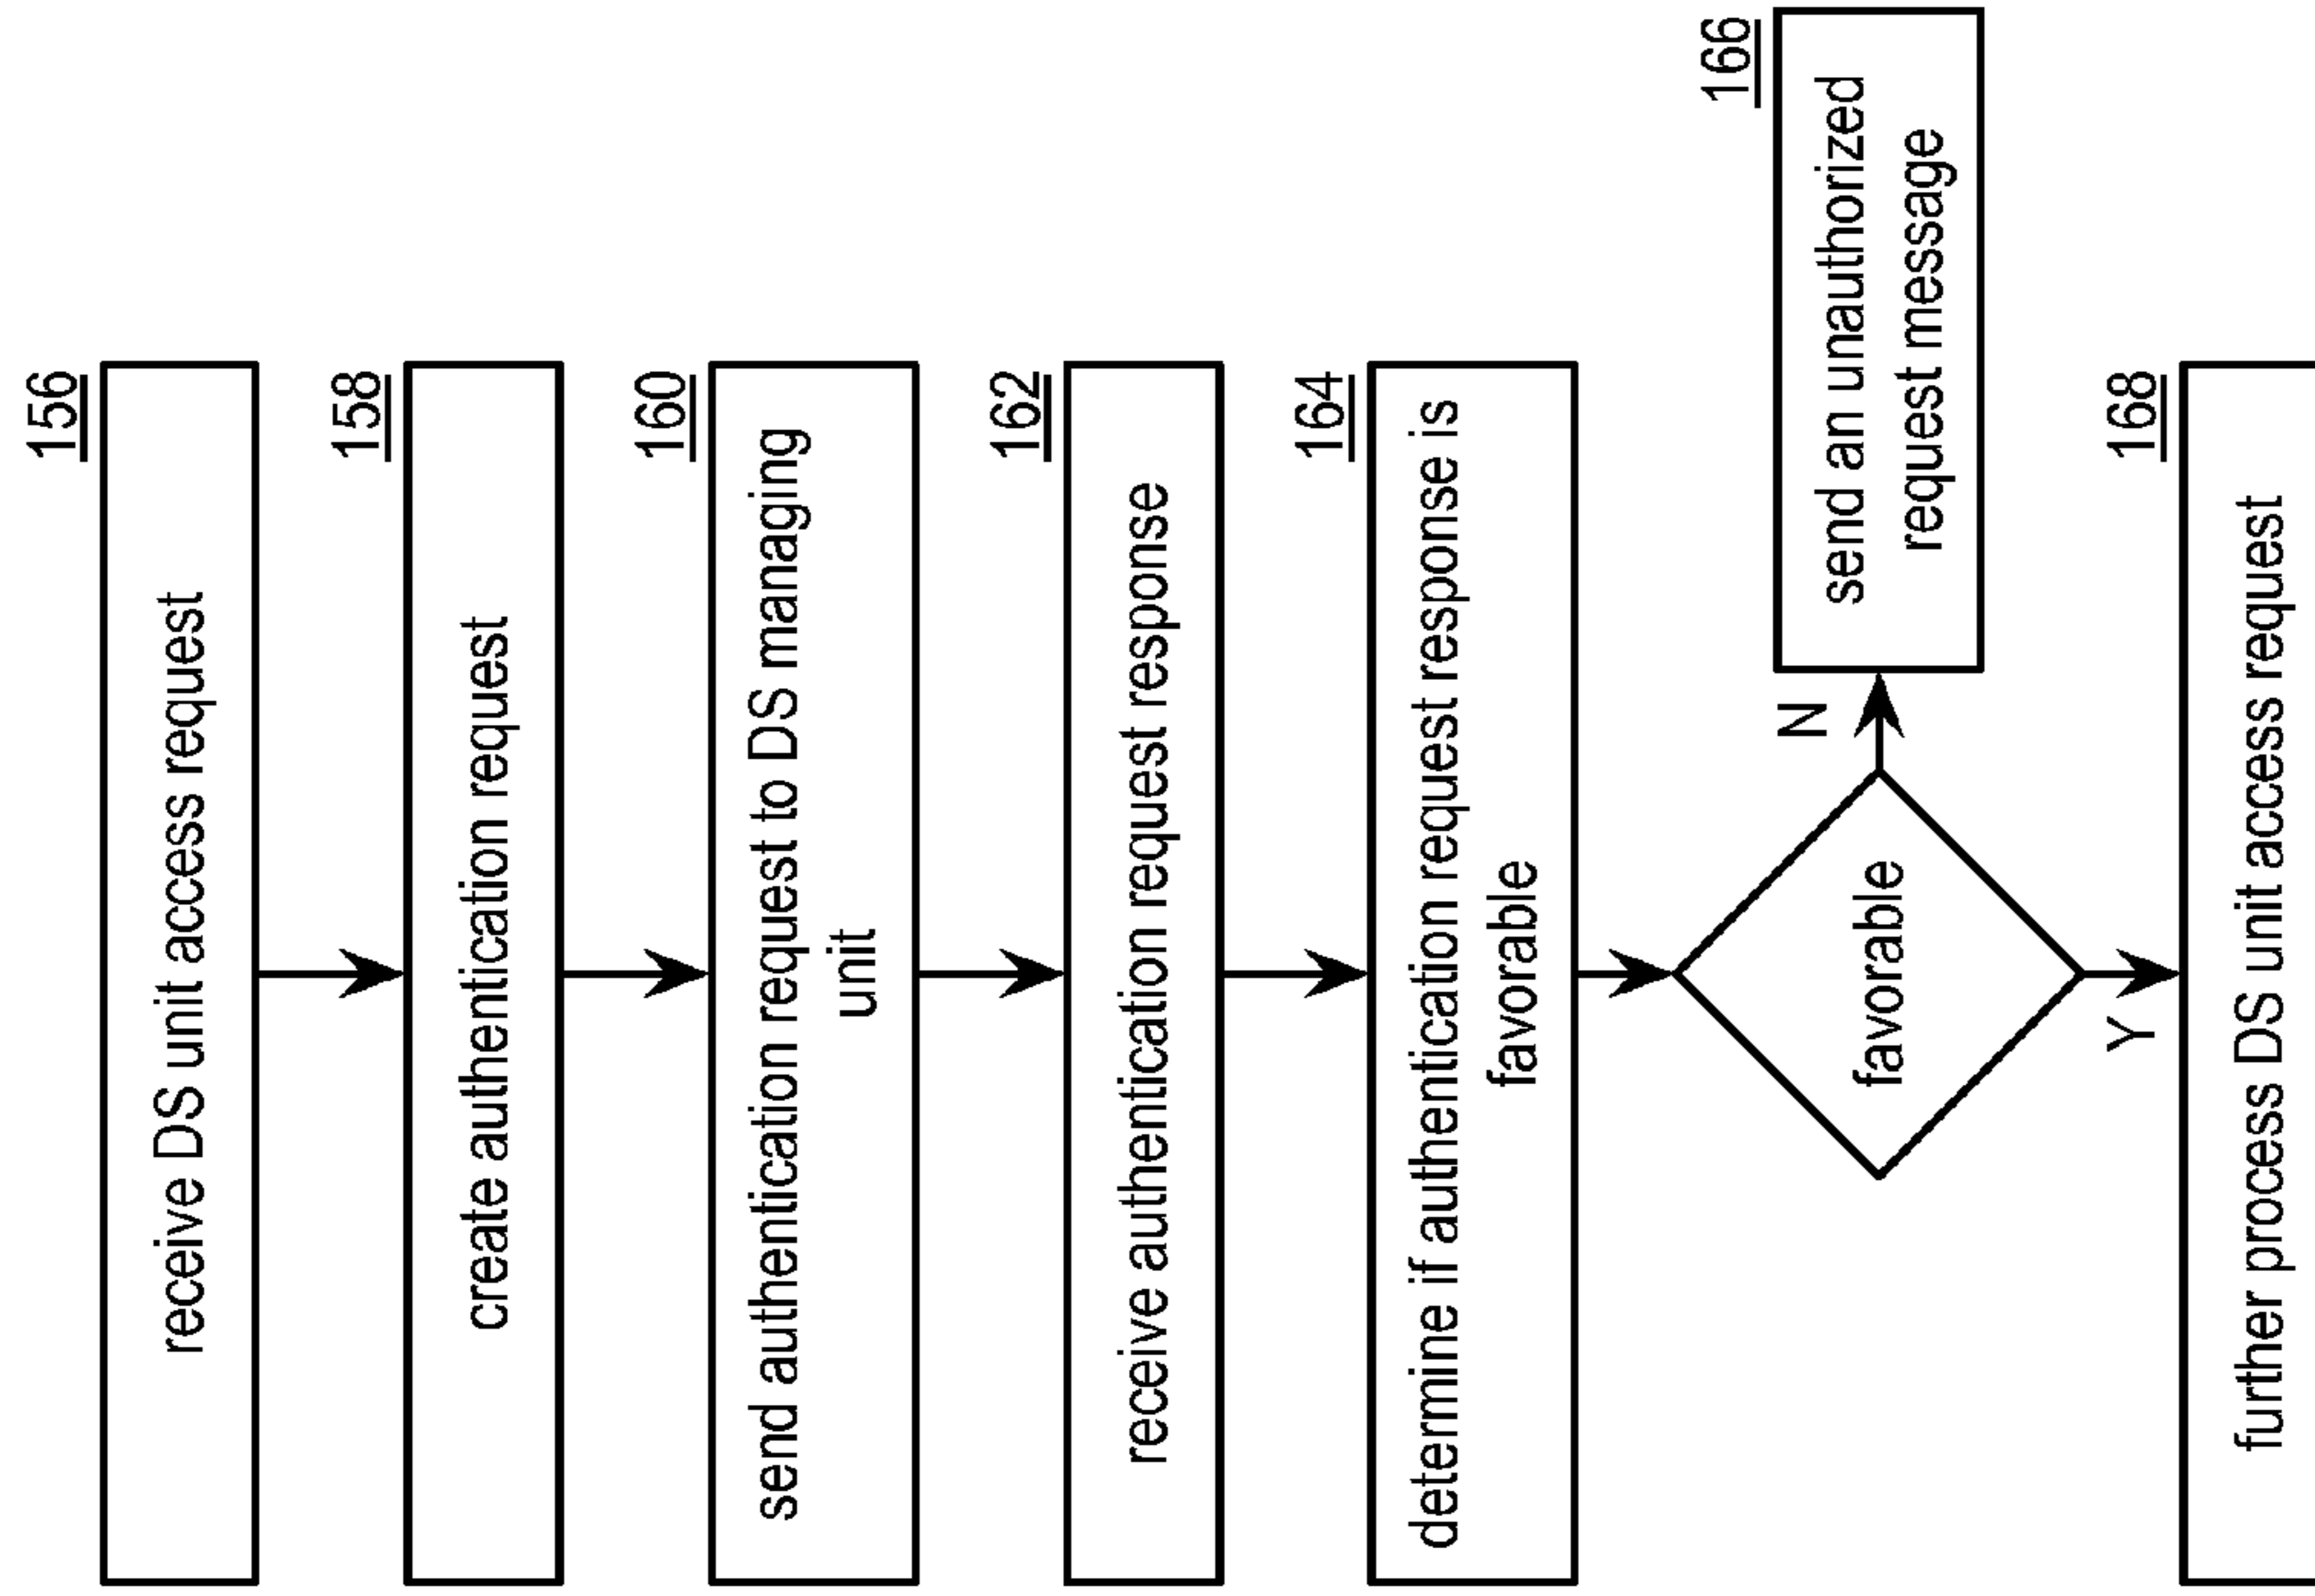 156
receive DS unit access request
158
create authentication request
160
send authentication request to DS managing
unit
162
receive authentication request response
164
determine if authentication request response is
favorable
favorable
N
166
send an unauthorized
request message
Y
168
further process DS unit access request